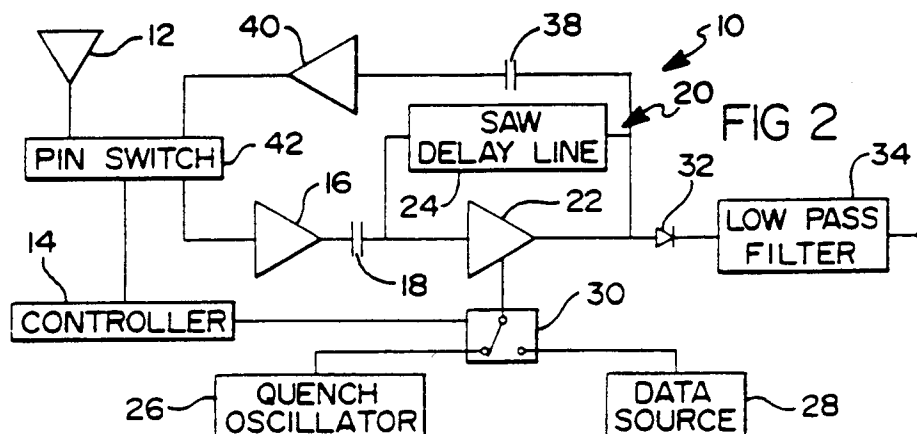 12
40
38
10
20
FIG 2
SAW
DELAY LINE
24
PIN SWITCH
42
16
18
22
32
34
LOW PASS
FILTER
14
CONTROLLER
30
26
QUENCH
OSCILLATOR
DATA
SOURCE
28